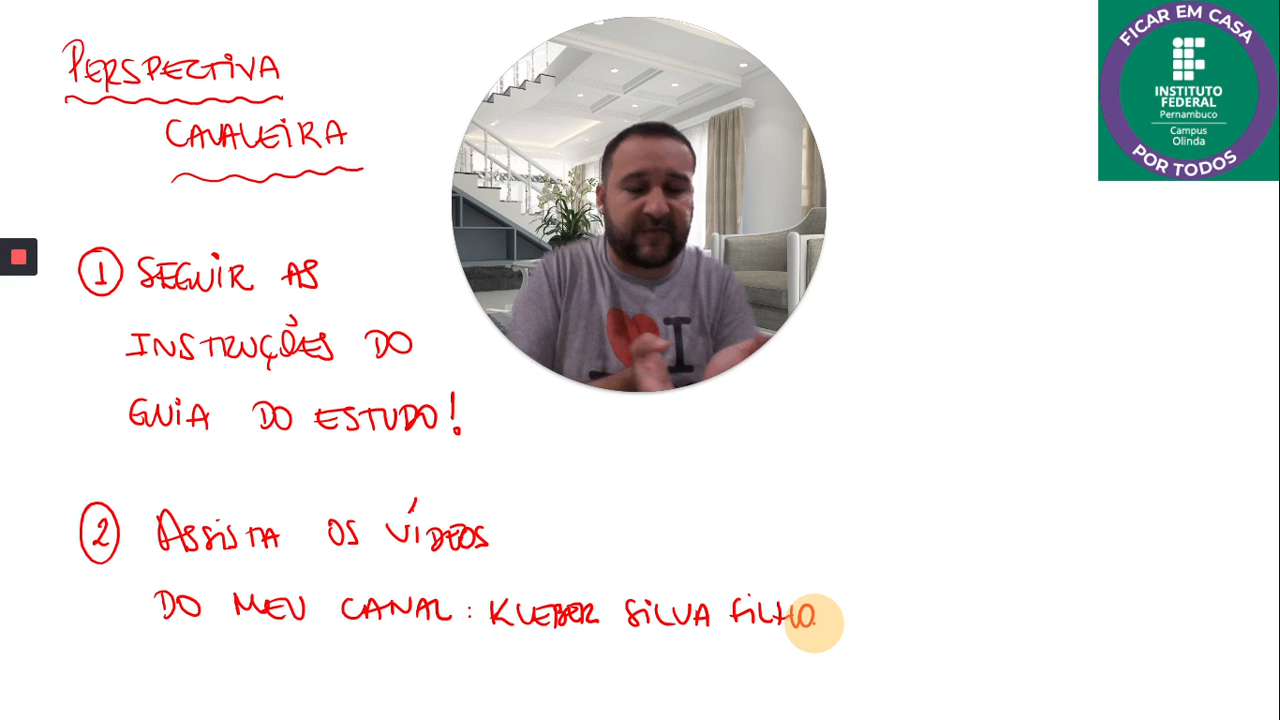 PERSPECTIVA
CAVALEIRA
1 SEGUIR AS
INSTRUÇÕES DO
GUIA DO ESTUDO!
2 ASSISTA OS VÍDEOS
DO MEU CANAL: KLEBER SILVA FILHO.
FICAR EM CASA
INSTITUTO
FEDERAL
Pernambuco
Campus
Olinda
POR TODOS
I